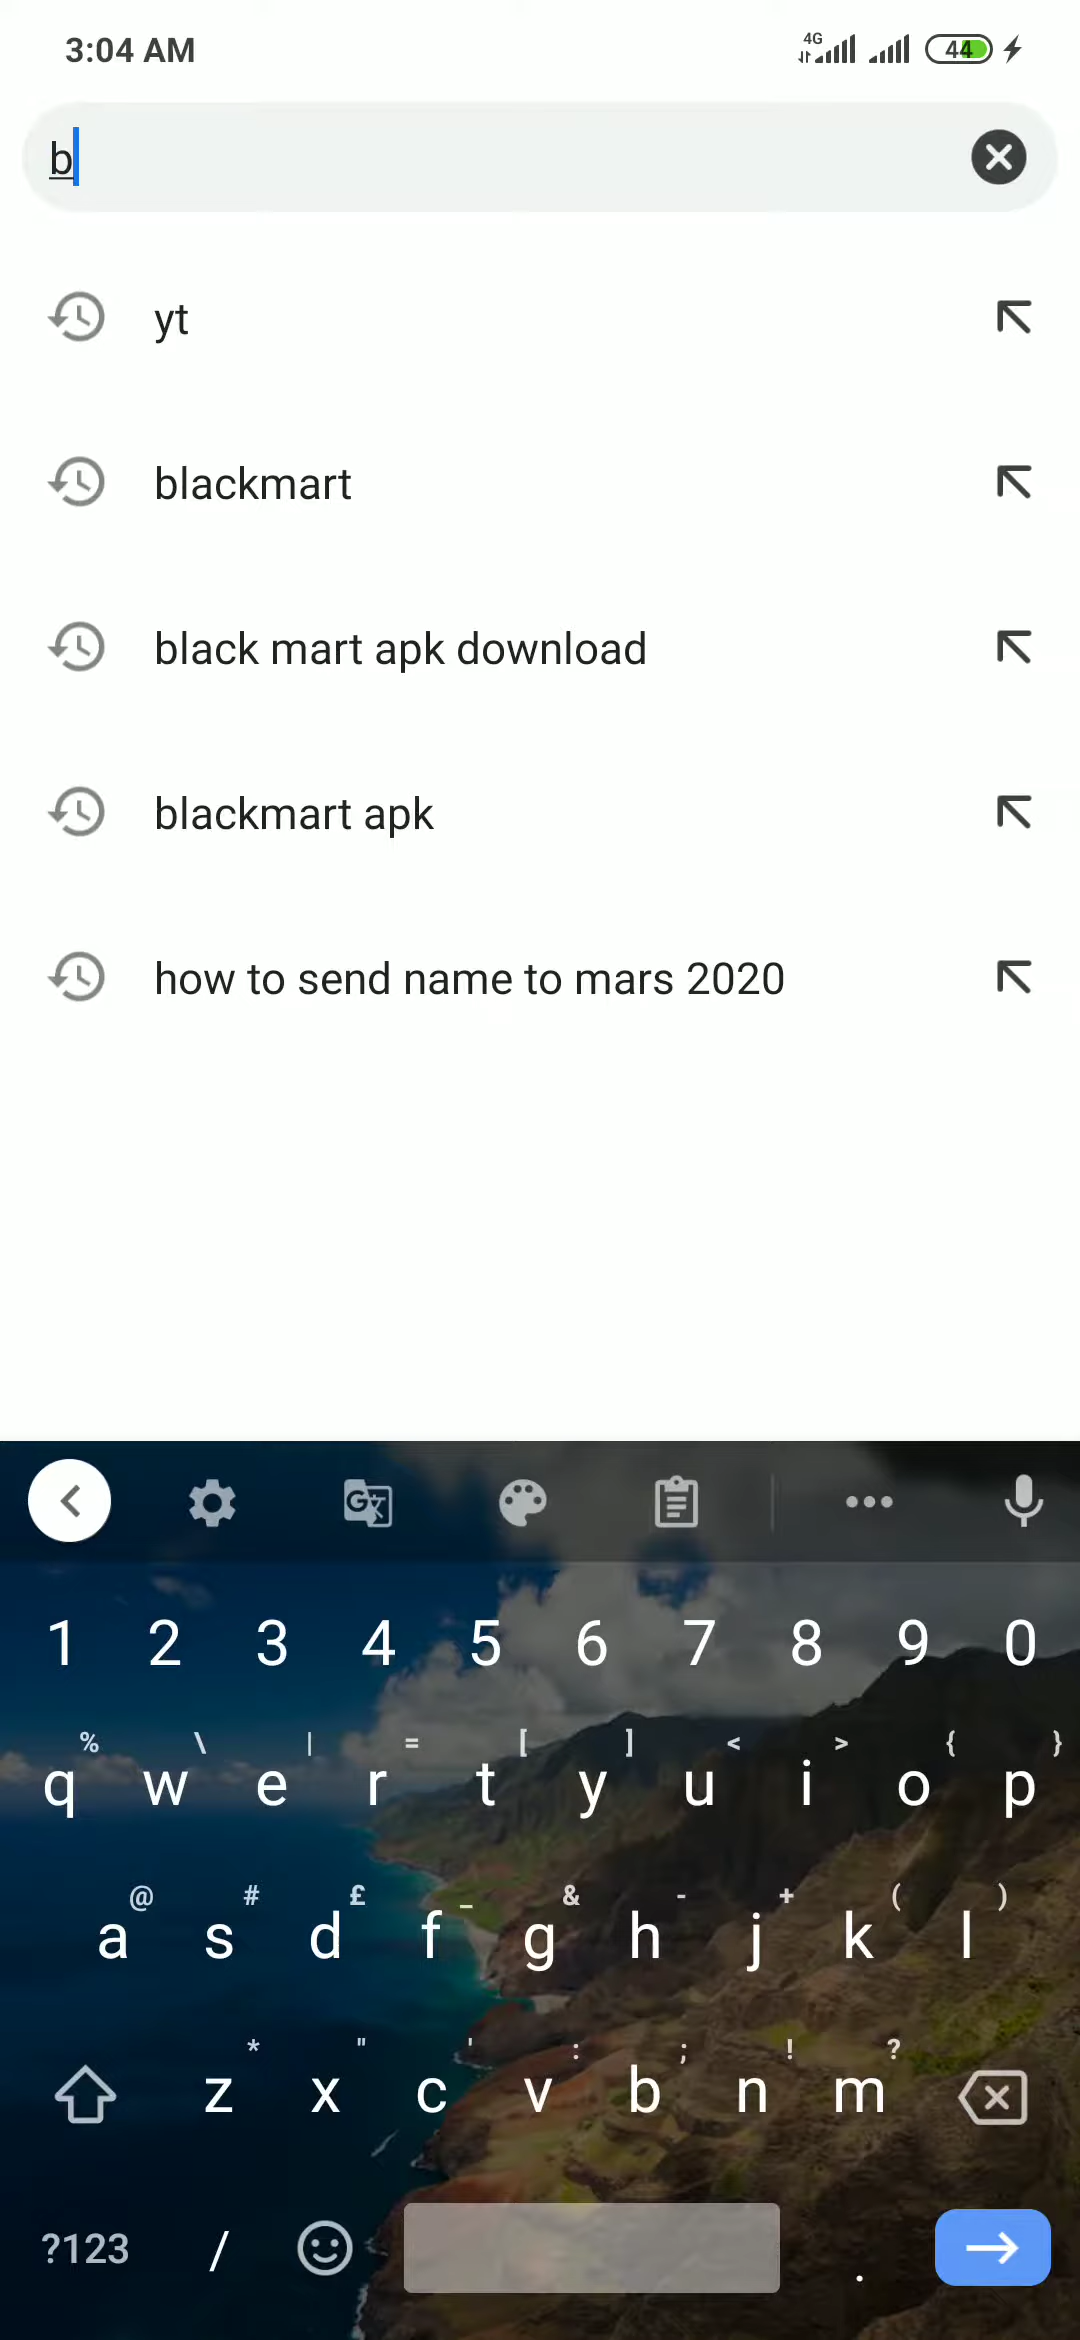 3:04 AM 4G 44
b
yt
blackmart
black mart apk download
blackmart apk
how to send name to mars 2020
1 2 3 4 5 6 7 8 9 0
% \ | = [ ] < > { }
q w e r t y u i o p
@ # £ _ & - + ( )
a s d f g h j k l
* " ' : ; ! ?
z x c v b n m
?123 / .